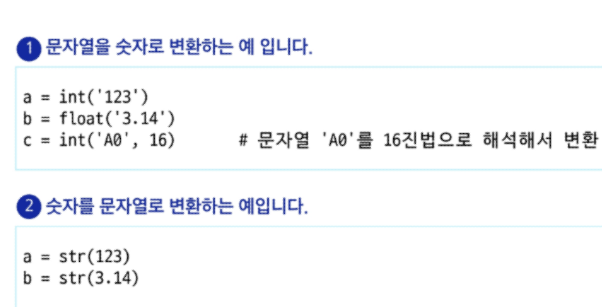 1 문자열을 숫자로 변환하는 예 입니다.
a = int('123')
b = float('3.14')
c = int('A0', 16) # 문자열 'A0'를 16진법으로 해석해서 변환
2 숫자를 문자열로 변환하는 예입니다.
a = str(123)
b = str(3.14)